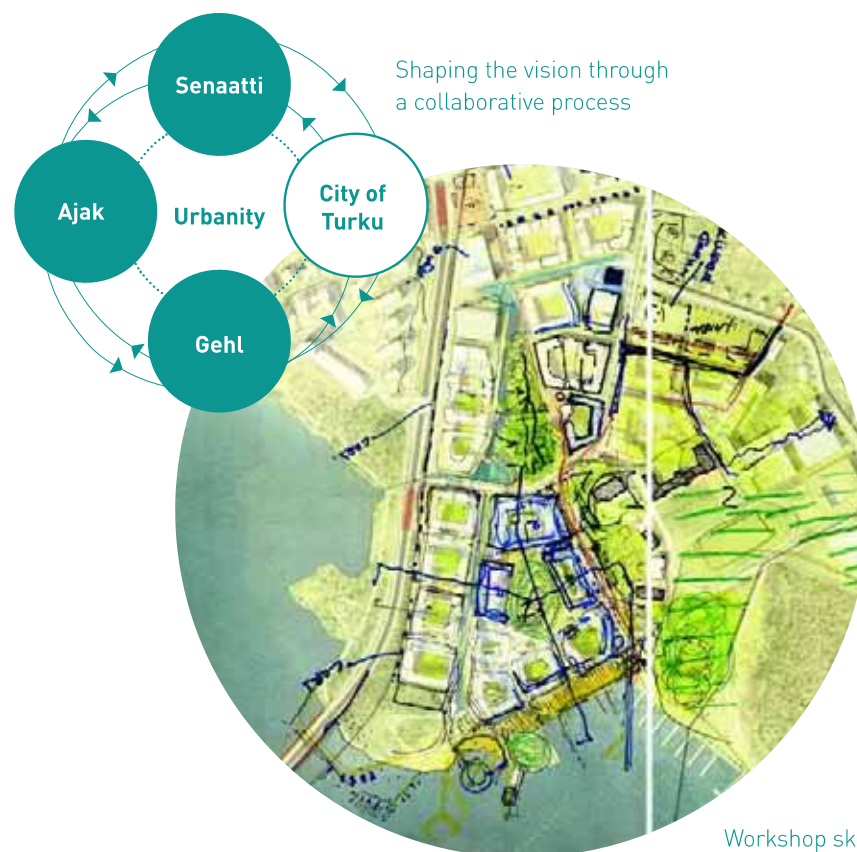 Senaatti
Shaping the vision through
a collaborative process
Ajak
Urbanity
City of
Turku
Gehl
Workshop sk